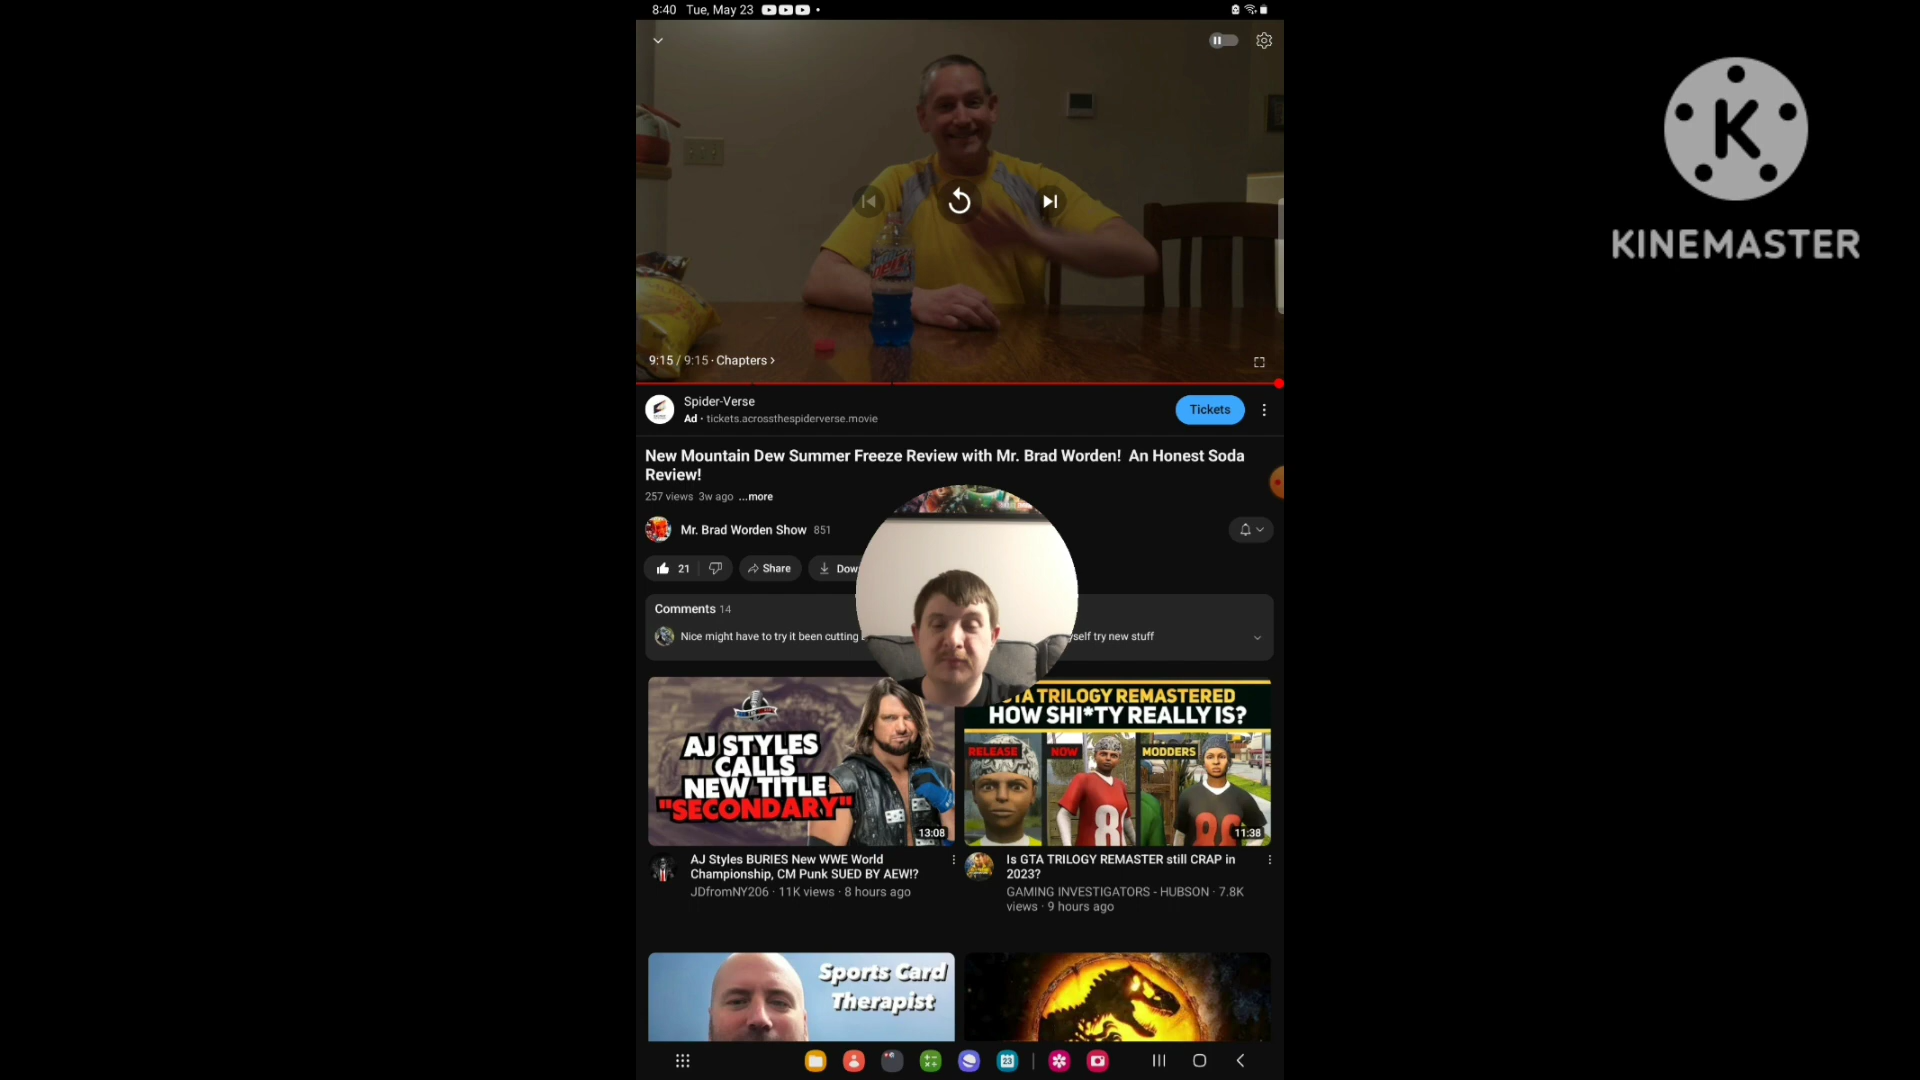 8:40 Tue, May 23
K
KINEMASTER
9:15 / 9:15 · Chapters
Spider-Verse
Ad · tickets.acrossthespiderverse.movie
Tickets
New Mountain Dew Summer Freeze Review with Mr. Brad Worden! An Honest Soda
Review!
257 views 3w ago ...more
Mr. Brad Worden Show 851
21
Share
Dow
Comments 14
Nice might have to try it been cutting
self try new stuff
AJ STYLES
CALLS
NEW TITLE
"SECONDARY"
13:08
GTA TRILOGY REMASTERED
HOW SHI*TY REALLY IS?
RELEASE
NOW
MODDERS
11:38
AJ Styles BURIES New WWE World
Championship, CM Punk SUED BY AEW!?
JDfromNY206 · 11K views · 8 hours ago
Is GTA TRILOGY REMASTER still CRAP in
2023?
GAMING INVESTIGATORS - HUBSON · 7.8K
views · 9 hours ago
Sports Card
Therapist
23